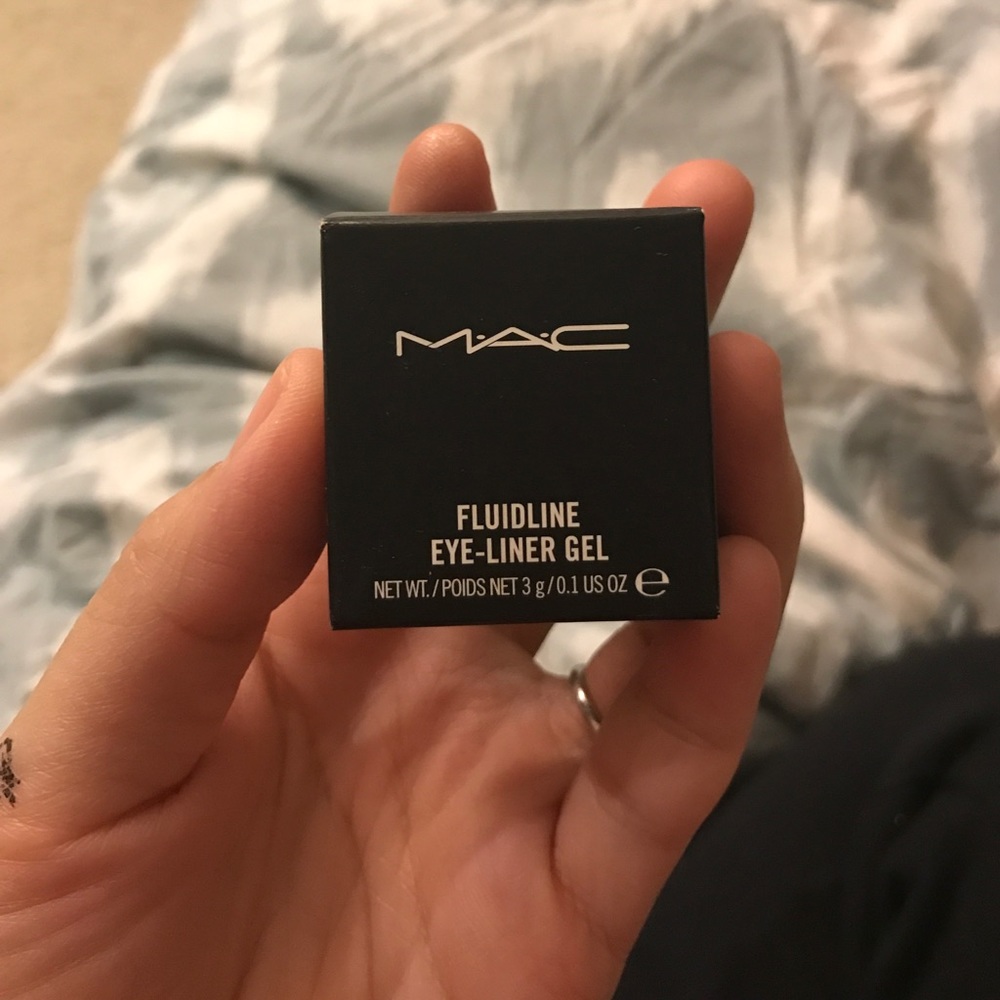 M·A·C
FLUIDLINE
EYE-LINER GEL
NET WT./POIDS NET 3 g/0.1 US OZ ℮